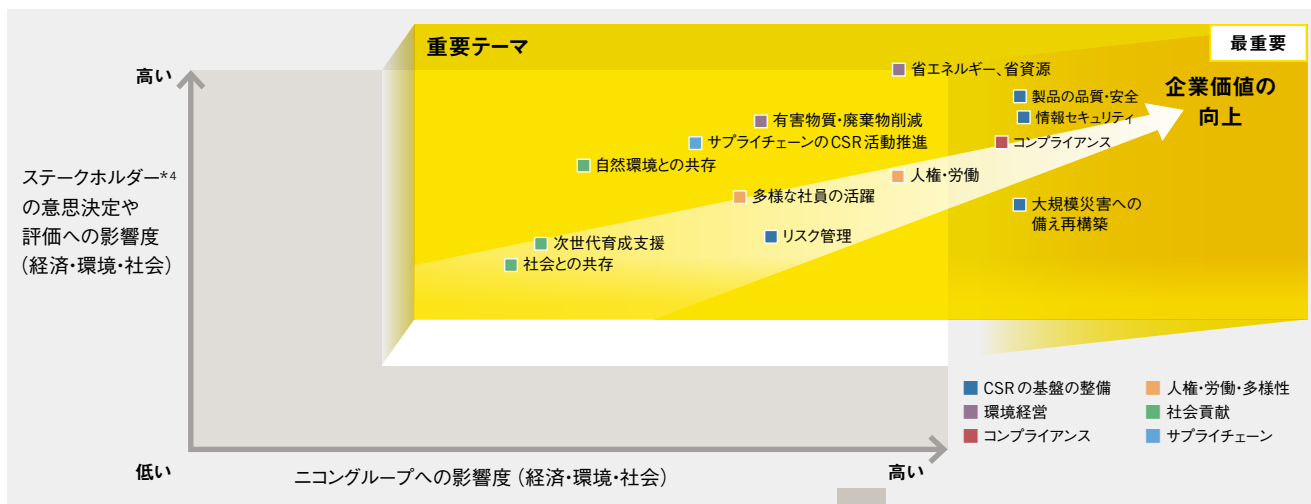 重要テーマ
最重要
高い
省エネルギー、省資源
製品の品質・安全
企業価値の
向上
情報セキュリティ
有害物質・廃棄物削減
サプライチェーンのCSR活動推進
コンプライアンス
自然環境との共存
人権・労働
多様な社員の活躍
大規模災害への
備え再構築
リスク管理
次世代育成支援
社会との共存
ステークホルダー*4
の意思決定や
評価への影響度
(経済・環境・社会)
CSRの基盤の整備
人権・労働・多様性
環境経営
社会貢献
コンプライアンス
サプライチェーン
低い
ニコングループへの影響度(経済・環境・社会)
高い